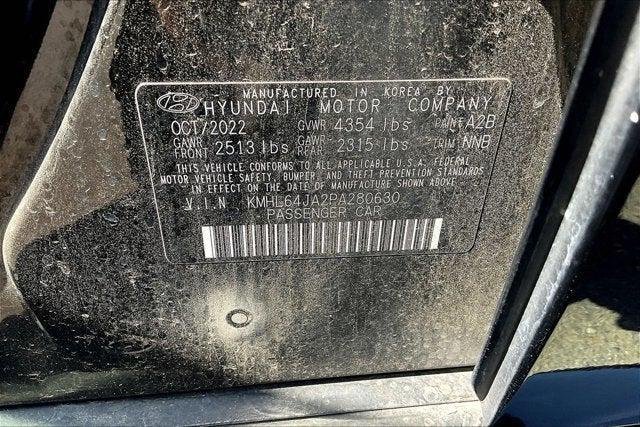 MANUFACTURED IN KOREA BY
HYUNDAI MOTOR COMPANY
OCT/2022 GVWR 4354 lbs PAINT A2B
GAWR FRONT 2513 lbs GAWR REAR 2315 lbs TRIM NNB
THIS VEHICLE CONFORMS TO ALL APPLICABLE U.S.A. FEDERAL
MOTOR VEHICLE SAFETY, BUMPER, AND THEFT PREVENTION STANDARDS
IN EFFECT ON THE DATE OF MANUFACTURE SHOWN ABOVE.
V.I.N KMHL64JA2PA280630
PASSENGER CAR